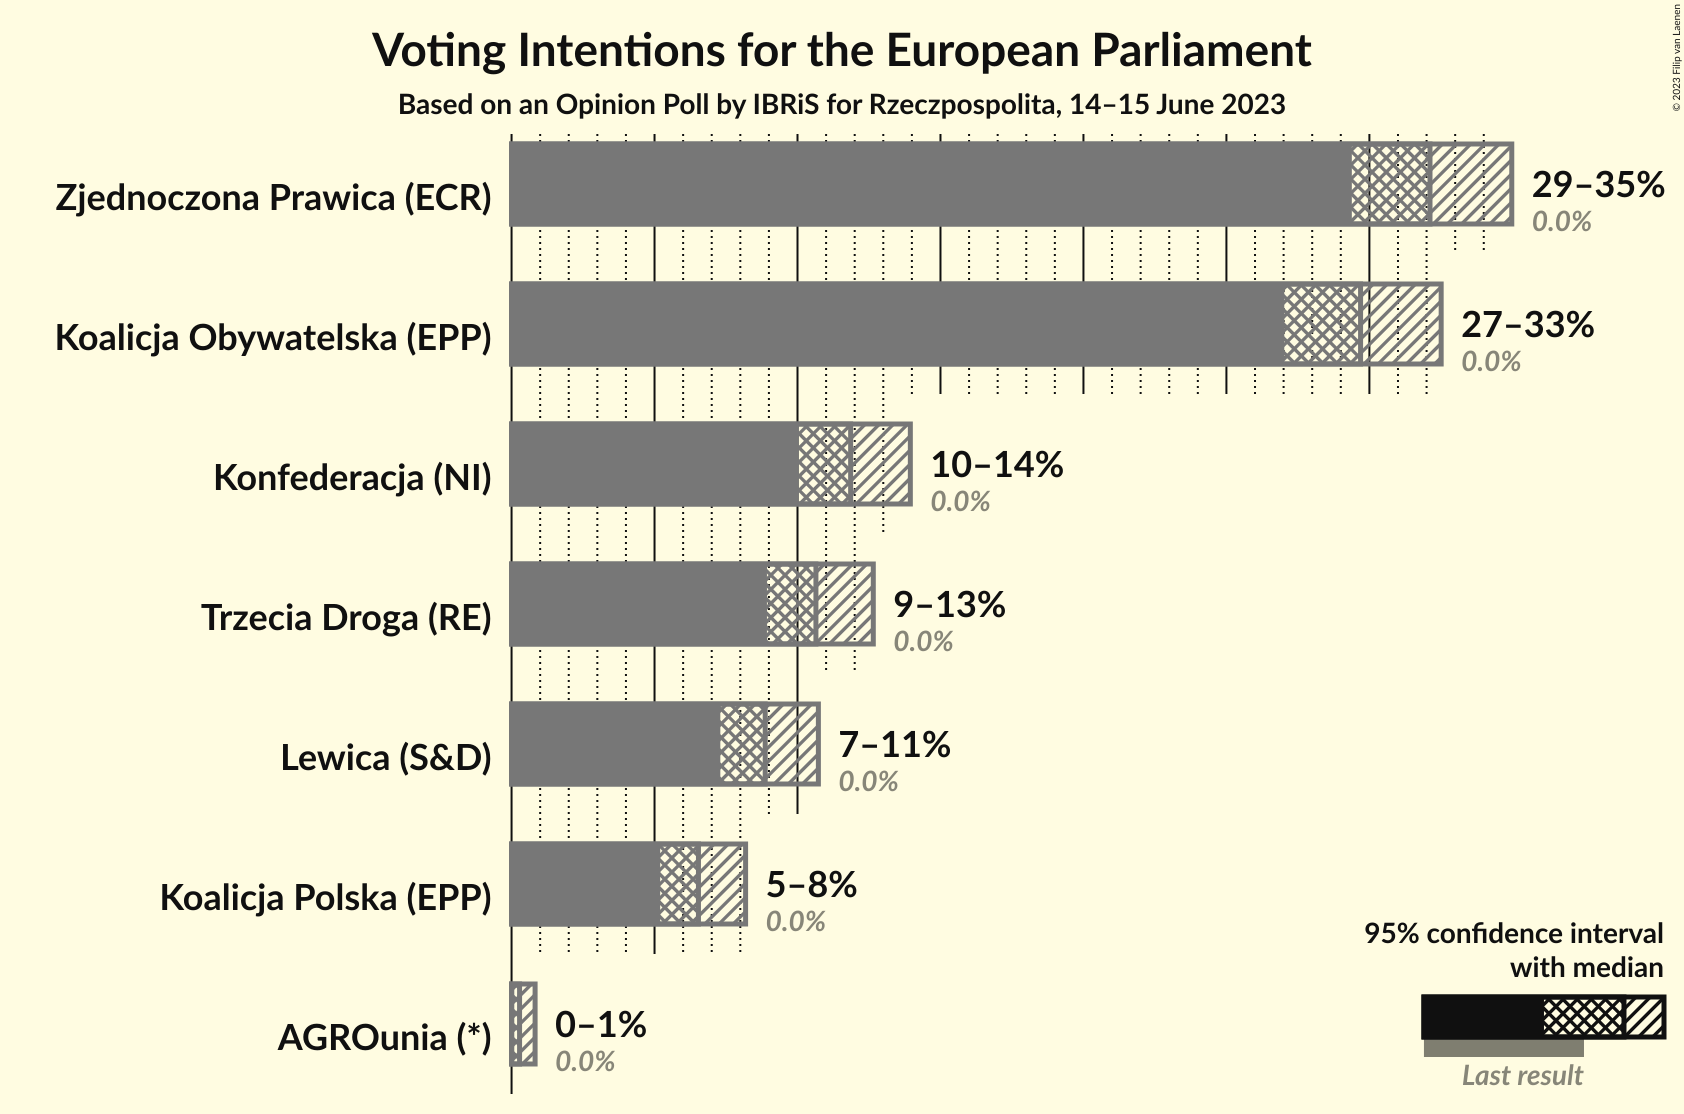 Voting Intentions for the European Parliament
Based on an Opinion Poll by IBRiS for Rzeczpospolita, 14–15 June 2023
© 2023 Filip van Laenen
Zjednoczona Prawica (ECR)
29–35%
0.0%
Koalicja Obywatelska (EPP)
27–33%
0.0%
Konfederacja (NI)
10–14%
0.0%
Trzecia Droga (RE)
9–13%
0.0%
Lewica (S&D)
7–11%
0.0%
Koalicja Polska (EPP)
5–8%
0.0%
AGROunia (*)
0–1%
0.0%
95% confidence interval
with median
Last result